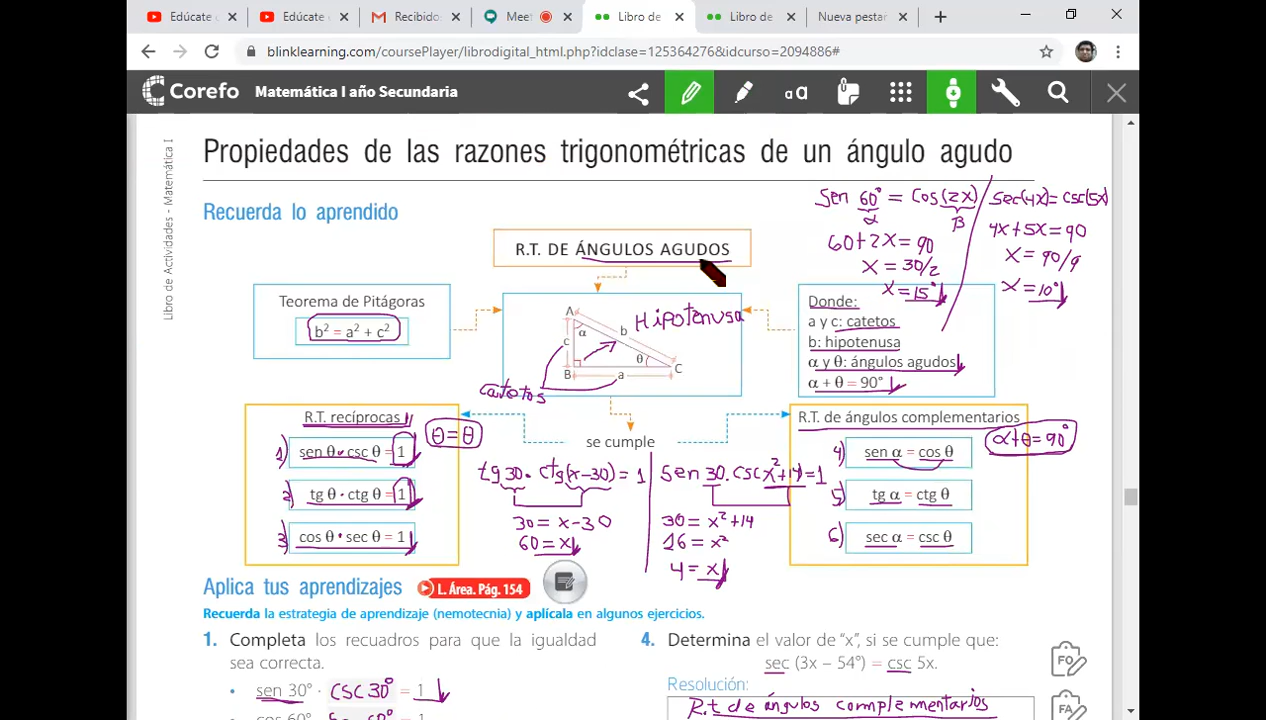 Edúcate c
Edúcate c
Recibidos
Meet
Libro de
Libro de
Nueva pestañ
blinklearning.com/coursePlayer/librodigital_html.php?idclase=125364276&idcurso=2094886#
Corefo
Matemática I año Secundaria
aA
Libro de Actividades - Matemática I
Propiedades de las razones trigonométricas de un ángulo agudo
Recuerda lo aprendido
Sen 60° = Cos(2x)
α β
60+2x=90
x = 30/2
x = 15°
Sec(4x)=csc(5x)
4x+5x=90
x = 90/9
x = 10°
R.T. DE ÁNGULOS AGUDOS
Teorema de Pitágoras
b² = a² + c²
A
α
b
Hipotenusa
c
θ
B
a
C
catetos
Donde:
a y c: catetos
b: hipotenusa
α y θ: ángulos agudos
α + θ = 90°
R.T. recíprocas
θ = θ
1) sen θ · csc θ = 1
2) tg θ · ctg θ = 1
3) cos θ · sec θ = 1
se cumple
tg30 · ctg(x-30)=1
30 = x-30
60 = x
Sen 30 . csc x²+14)=1
30 = x²+14
16 = x²
4 = x
R.T. de ángulos complementarios
α+θ=90°
4) sen α = cos θ
5) tg α = ctg θ
6) sec α = csc θ
Aplica tus aprendizajes
L. Área. Pág. 154
Recuerda la estrategia de aprendizaje (nemotecnia) y aplícala en algunos ejercicios.
1. Completa los recuadros para que la igualdad
sea correcta.
• sen 30° · CSC 30° = 1
4. Determina el valor de “x”, si se cumple que:
sec (3x – 54°) = csc 5x.
Resolución:
R.t de ángulos complementarios
FO
FA